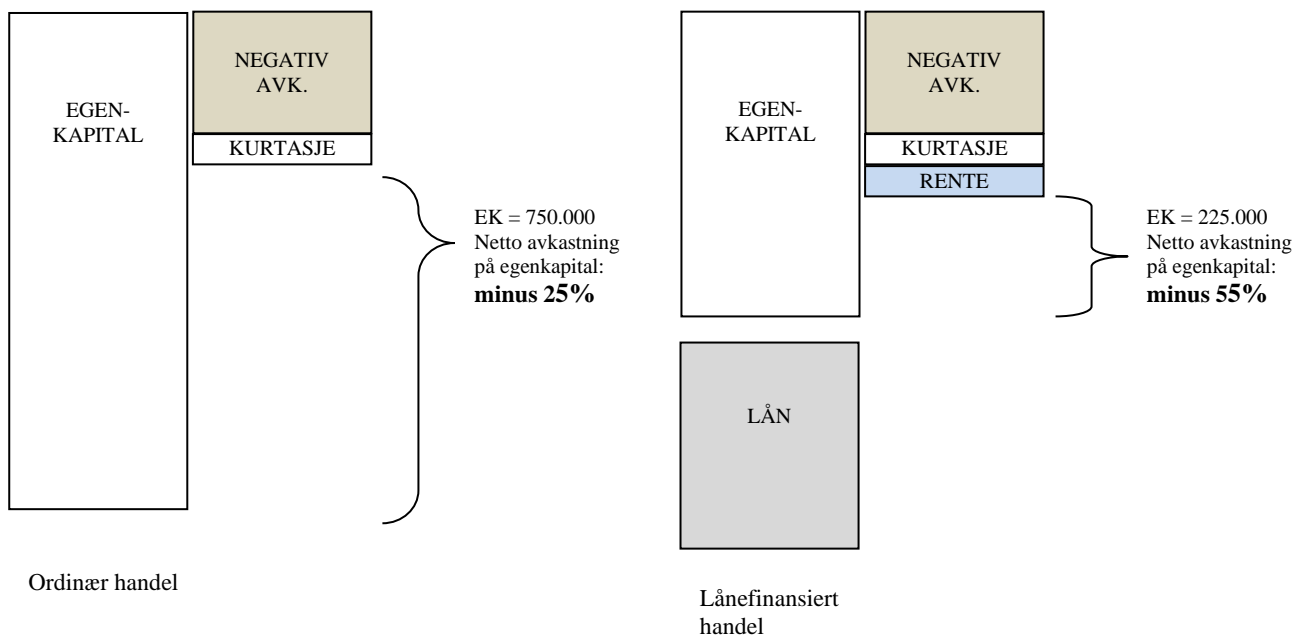 EGEN-
KAPITAL
NEGATIV
AVK.
KURTASJE
EK = 750.000
Netto avkastning
på egenkapital:
minus 25%
Ordinær handel
EGEN-
KAPITAL
NEGATIV
AVK.
KURTASJE
RENTE
EK = 225.000
Netto avkastning
på egenkapital:
minus 55%
LÅN
Lånefinansiert
handel